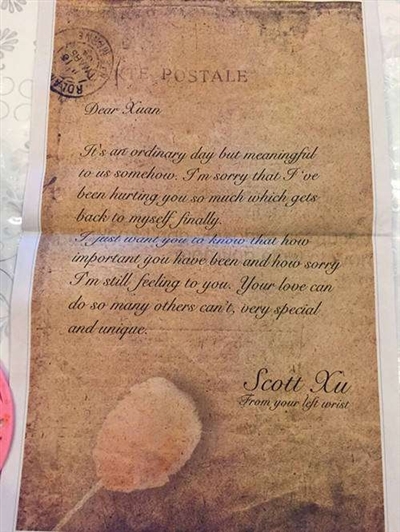 RTE POSTALE
Dear Xuan
It's an ordinary day but meaningful
to us somehow. I'm sorry that I've
been hurting you so much which gets
back to myself finally.
I just want you to know that how
important you have been and how sorry
I'm still feeling to you. Your love can
do so many others can't, very special
and unique.
Scott Xu
From your left wrist